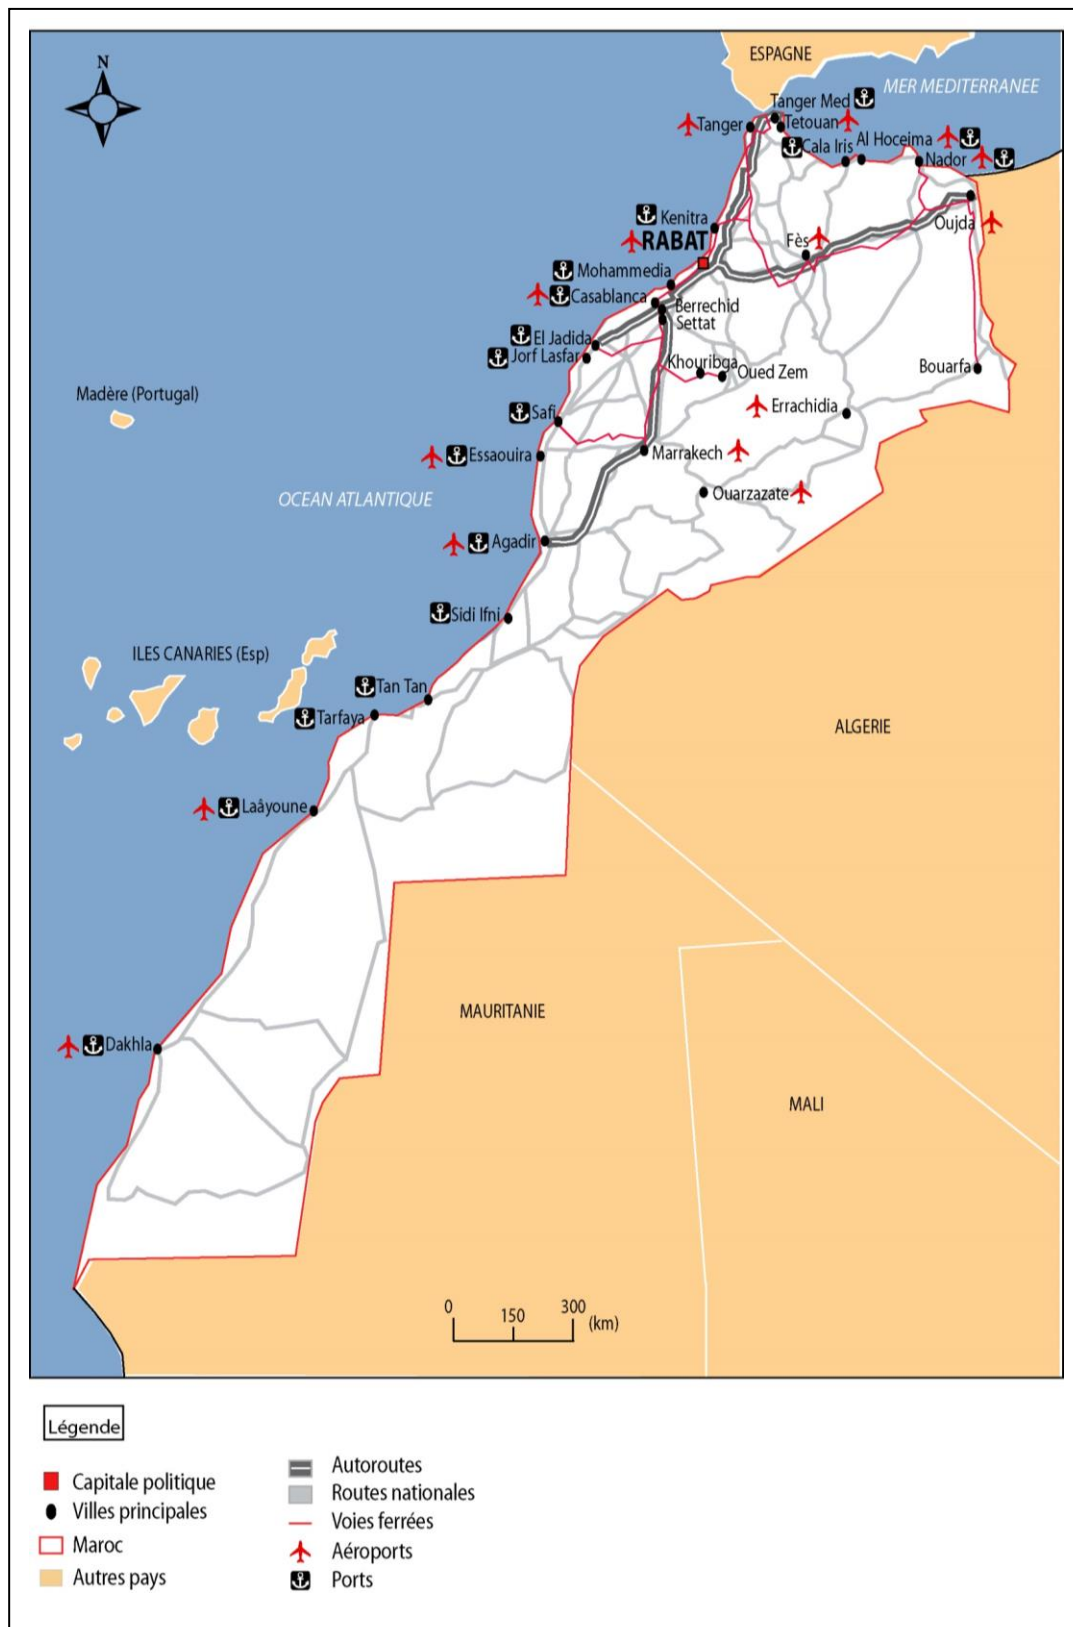 N
ESPAGNE
MER MEDITERRANEE
Tanger Med
Tanger
Tetouan
Cala Iris
Al Hoceima
Nador
Kenitra
RABAT
Fès
Oujda
Mohammedia
Casablanca
Berrechid
Settat
El Jadida
Jorf Lasfar
Khouribga
Oued Zem
Bouarfa
Madère (Portugal)
Errachidia
Safi
Essaouira
Marrakech
OCEAN ATLANTIQUE
Ouarzazate
Agadir
Sidi Ifni
ILES CANARIES (Esp)
Tan Tan
Tarfaya
ALGERIE
Laâyoune
MAURITANIE
Dakhla
MALI
0 150 300 (km)
Légende
Capitale politique
Villes principales
Maroc
Autres pays
Autoroutes
Routes nationales
Voies ferrées
Aéroports
Ports